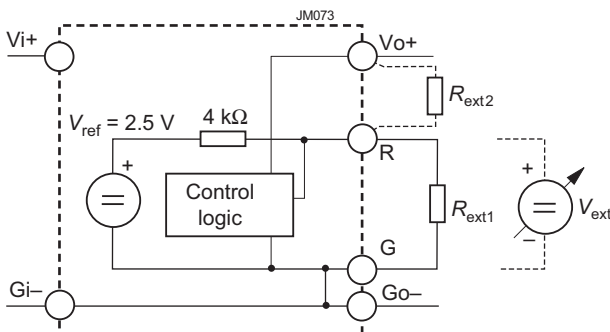 JM073
Vi+
Vo+
Rext2
Vref = 2.5 V
4 kΩ
R
+
+
Control
logic
Rext1
Vext
–
G
Gi–
Go–